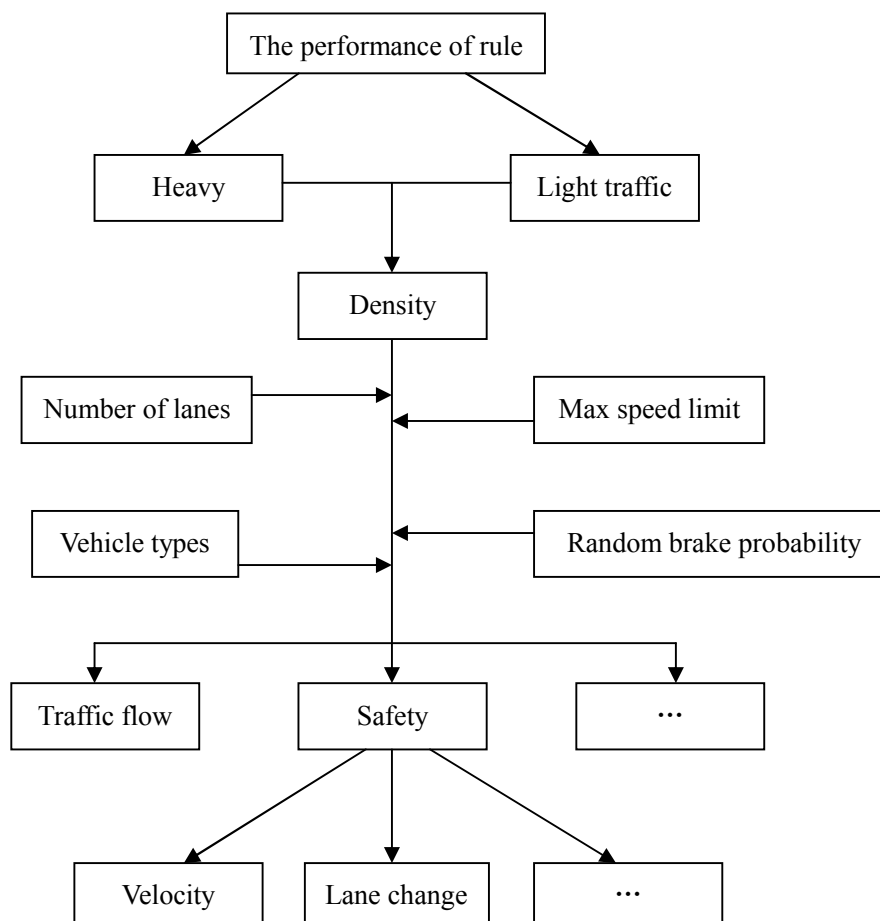 The performance of rule
Heavy
Light traffic
Density
Number of lanes
Max speed limit
Vehicle types
Random brake probability
Traffic flow
Safety
...
Velocity
Lane change
...